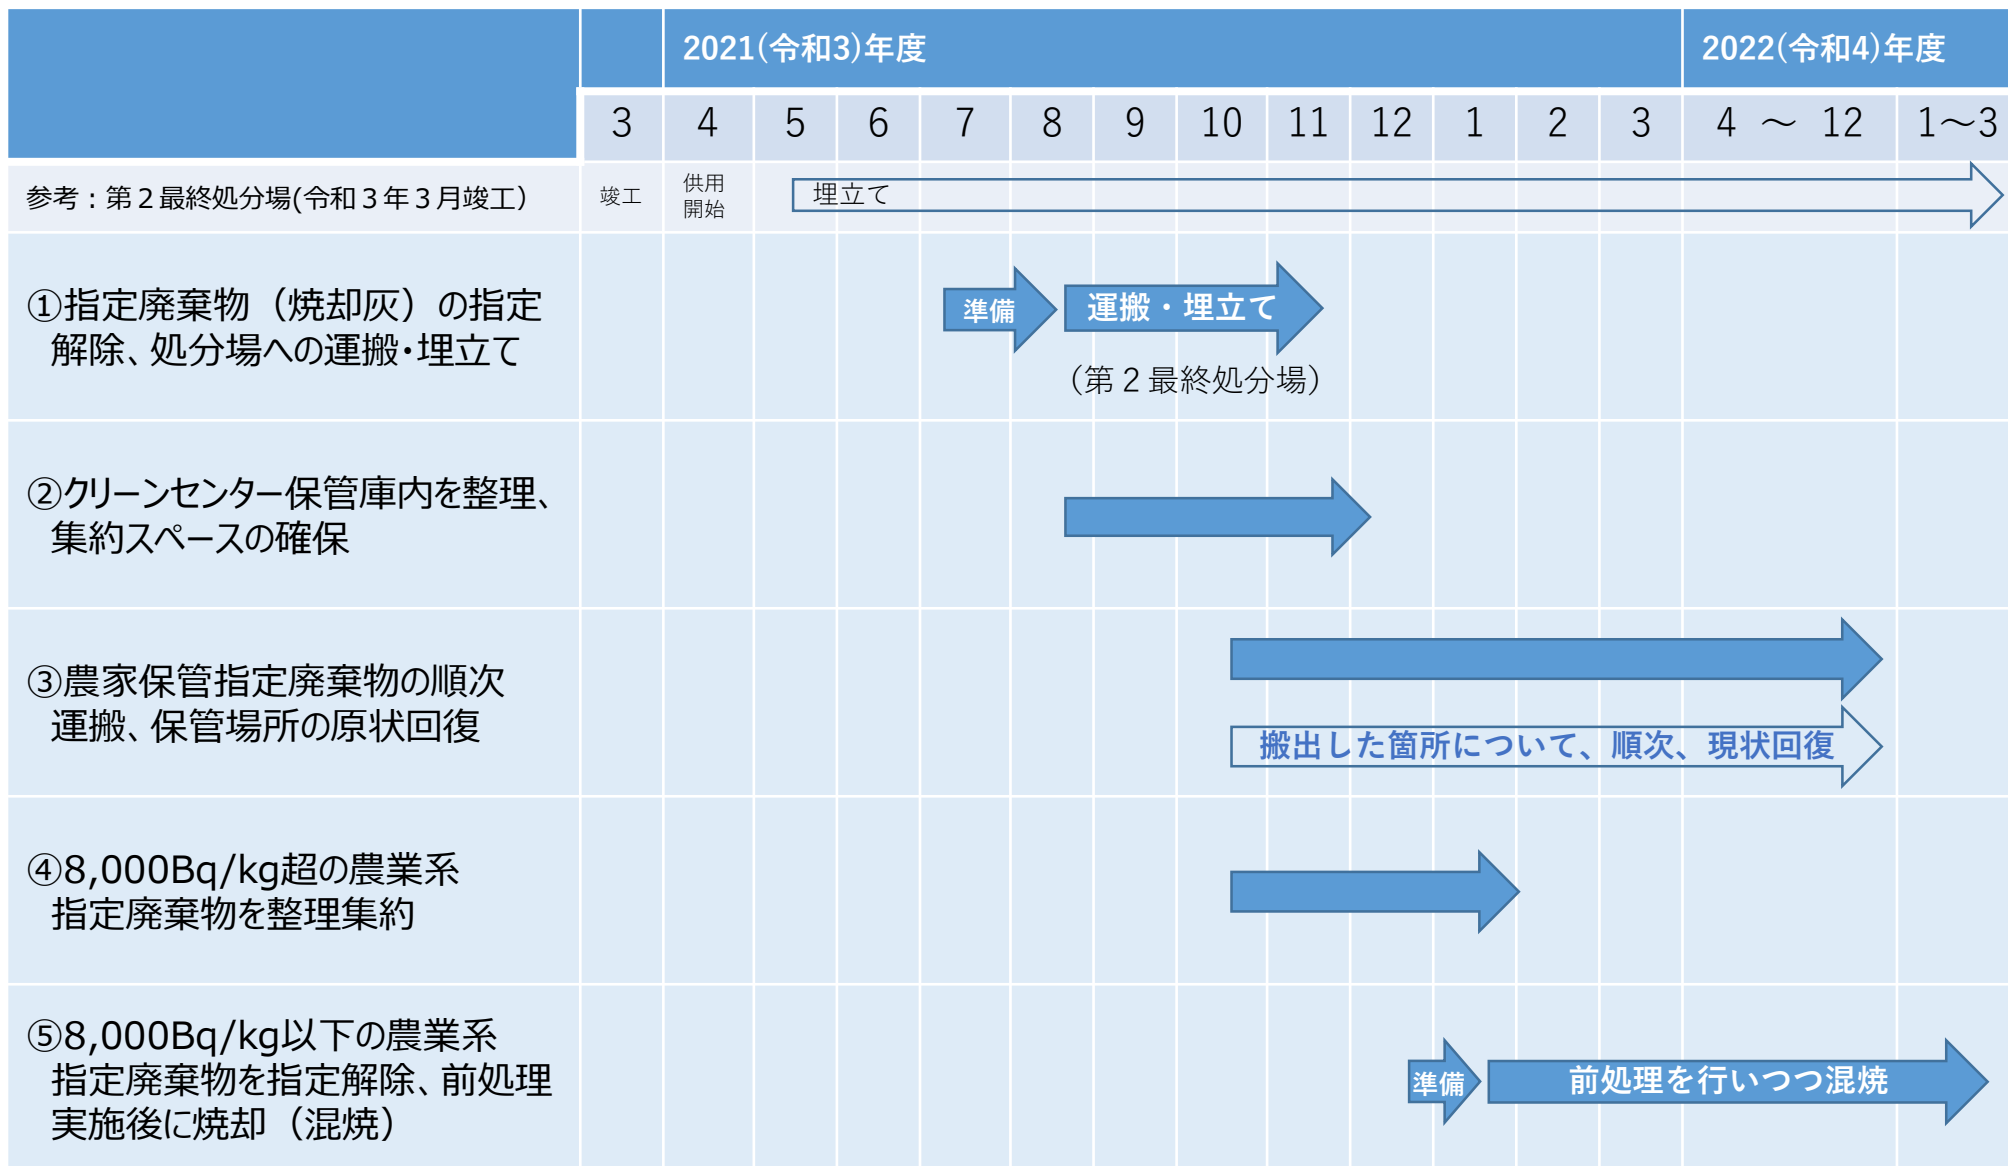 2021(令和3)年度
2022(令和4)年度
3
4
5
6
7
8
9
10
11
12
1
2
3
4 ～ 12
1～3
参考：第２最終処分場(令和３年３月竣工）
竣工
供用
開始
埋立て
①指定廃棄物（焼却灰）の指定
解除、処分場への運搬・埋立て
準備
運搬・埋立て
（第２最終処分場）
②クリーンセンター保管庫内を整理、
集約スペースの確保
③農家保管指定廃棄物の順次
運搬、保管場所の原状回復
搬出した箇所について、順次、現状回復
④8,000Bq/kg超の農業系
指定廃棄物を整理集約
⑤8,000Bq/kg以下の農業系
指定廃棄物を指定解除、前処理
実施後に焼却（混焼）
準備
前処理を行いつつ混焼